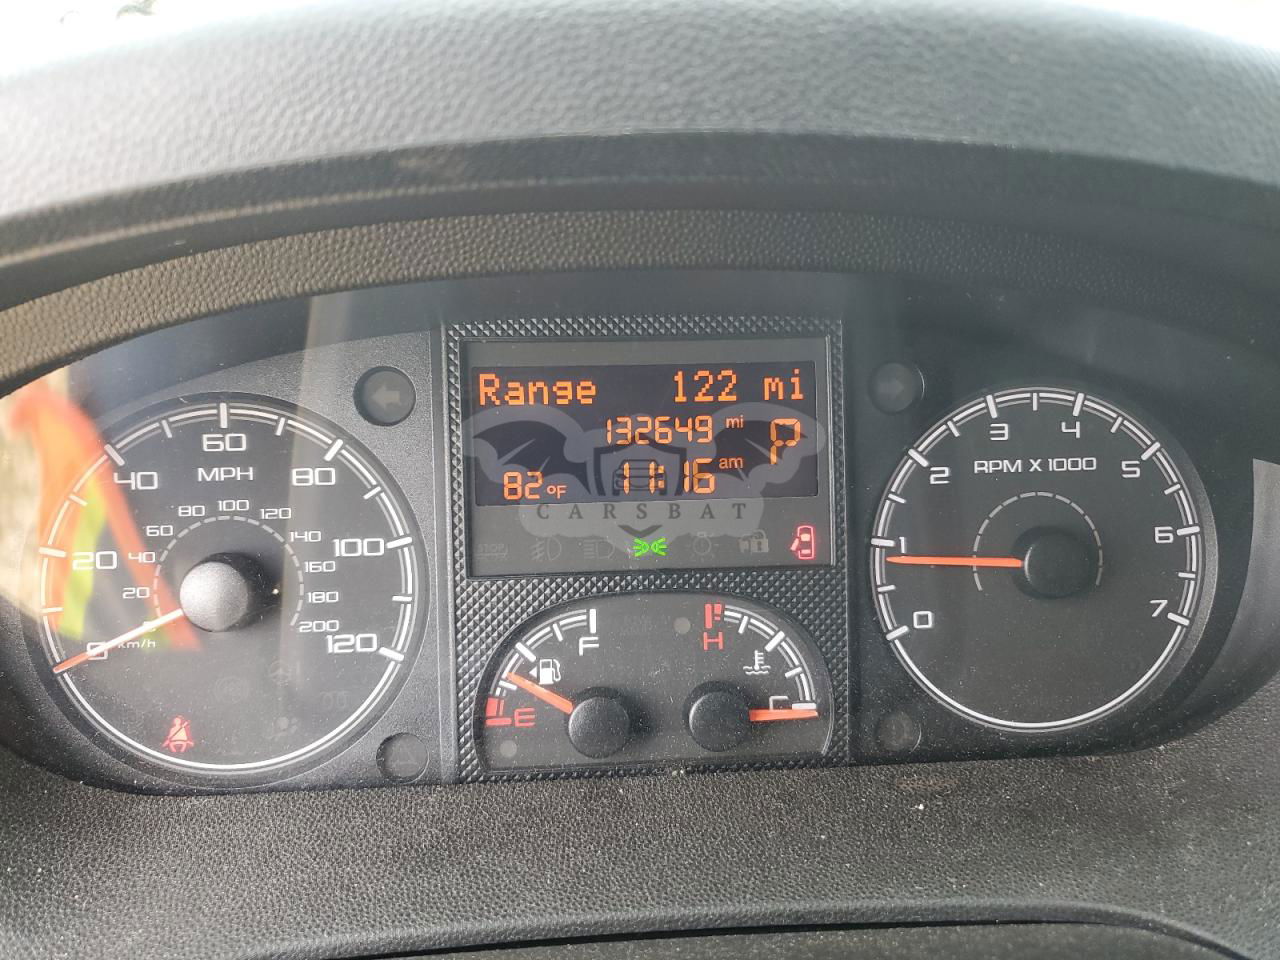 Range 122 mi
132649 mi P
82°F 11:16 am
CARSBAT
0 20 40 60 80 100 120
MPH
20 40 60 80 100 120 140 160 180 200
km/h
0 1 2 3 4 5 6 7
RPM X 1000
F
E
H
C